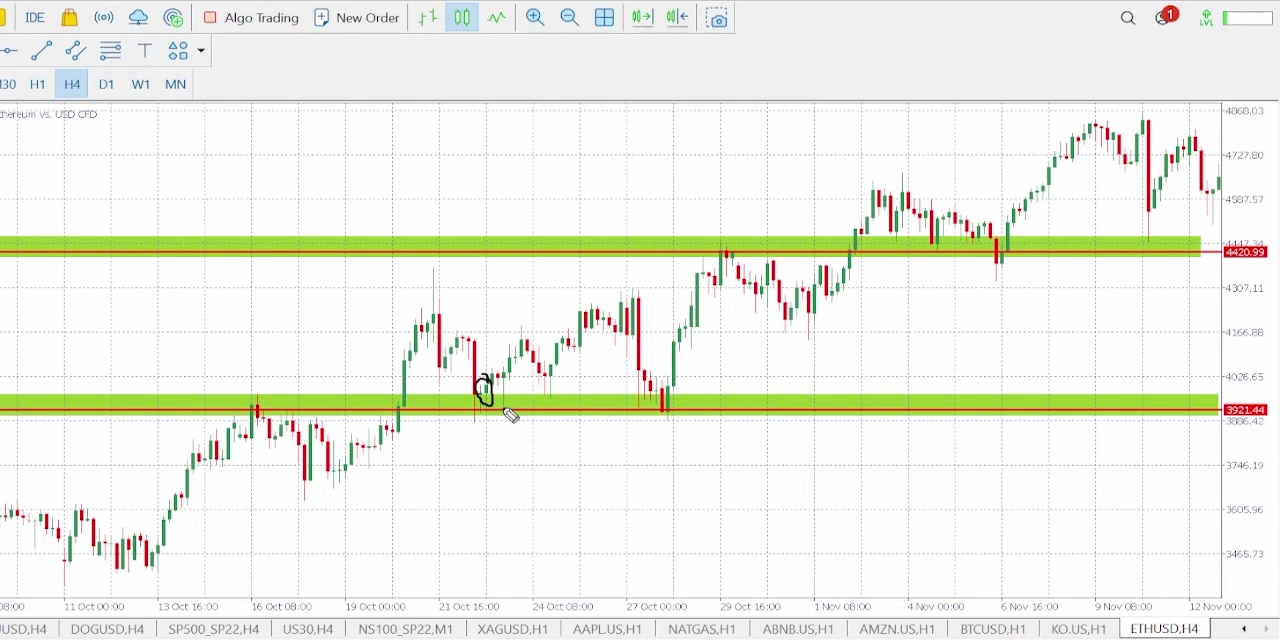 IDE Algo Trading New Order 1 LVL
T
M30 H1 H4 D1 W1 MN
hereum vs. USD CFD
4868.03
4727.80
4587.57
4447.34
4420.99
4307.11
4166.88
4026.65
3921.44
3886.42
3746.19
3605.96
3465.73
08:00 11 Oct 00:00 13 Oct 16:00 16 Oct 08:00 19 Oct 00:00 21 Oct 16:00 24 Oct 08:00 27 Oct 00:00 29 Oct 16:00 1 Nov 08:00 4 Nov 00:00 6 Nov 16:00 9 Nov 08:00 12 Nov 00:00
USD,H4 DOGUSD,H4 SP500_SP22,H4 US30,H4 NS100_SP22,M1 XAGUSD,H1 AAPL.US,H1 NATGAS,H1 ABNB.US,H1 AMZN.US,H1 BTCUSD,H1 KO.US,H1 ETHUSD,H4